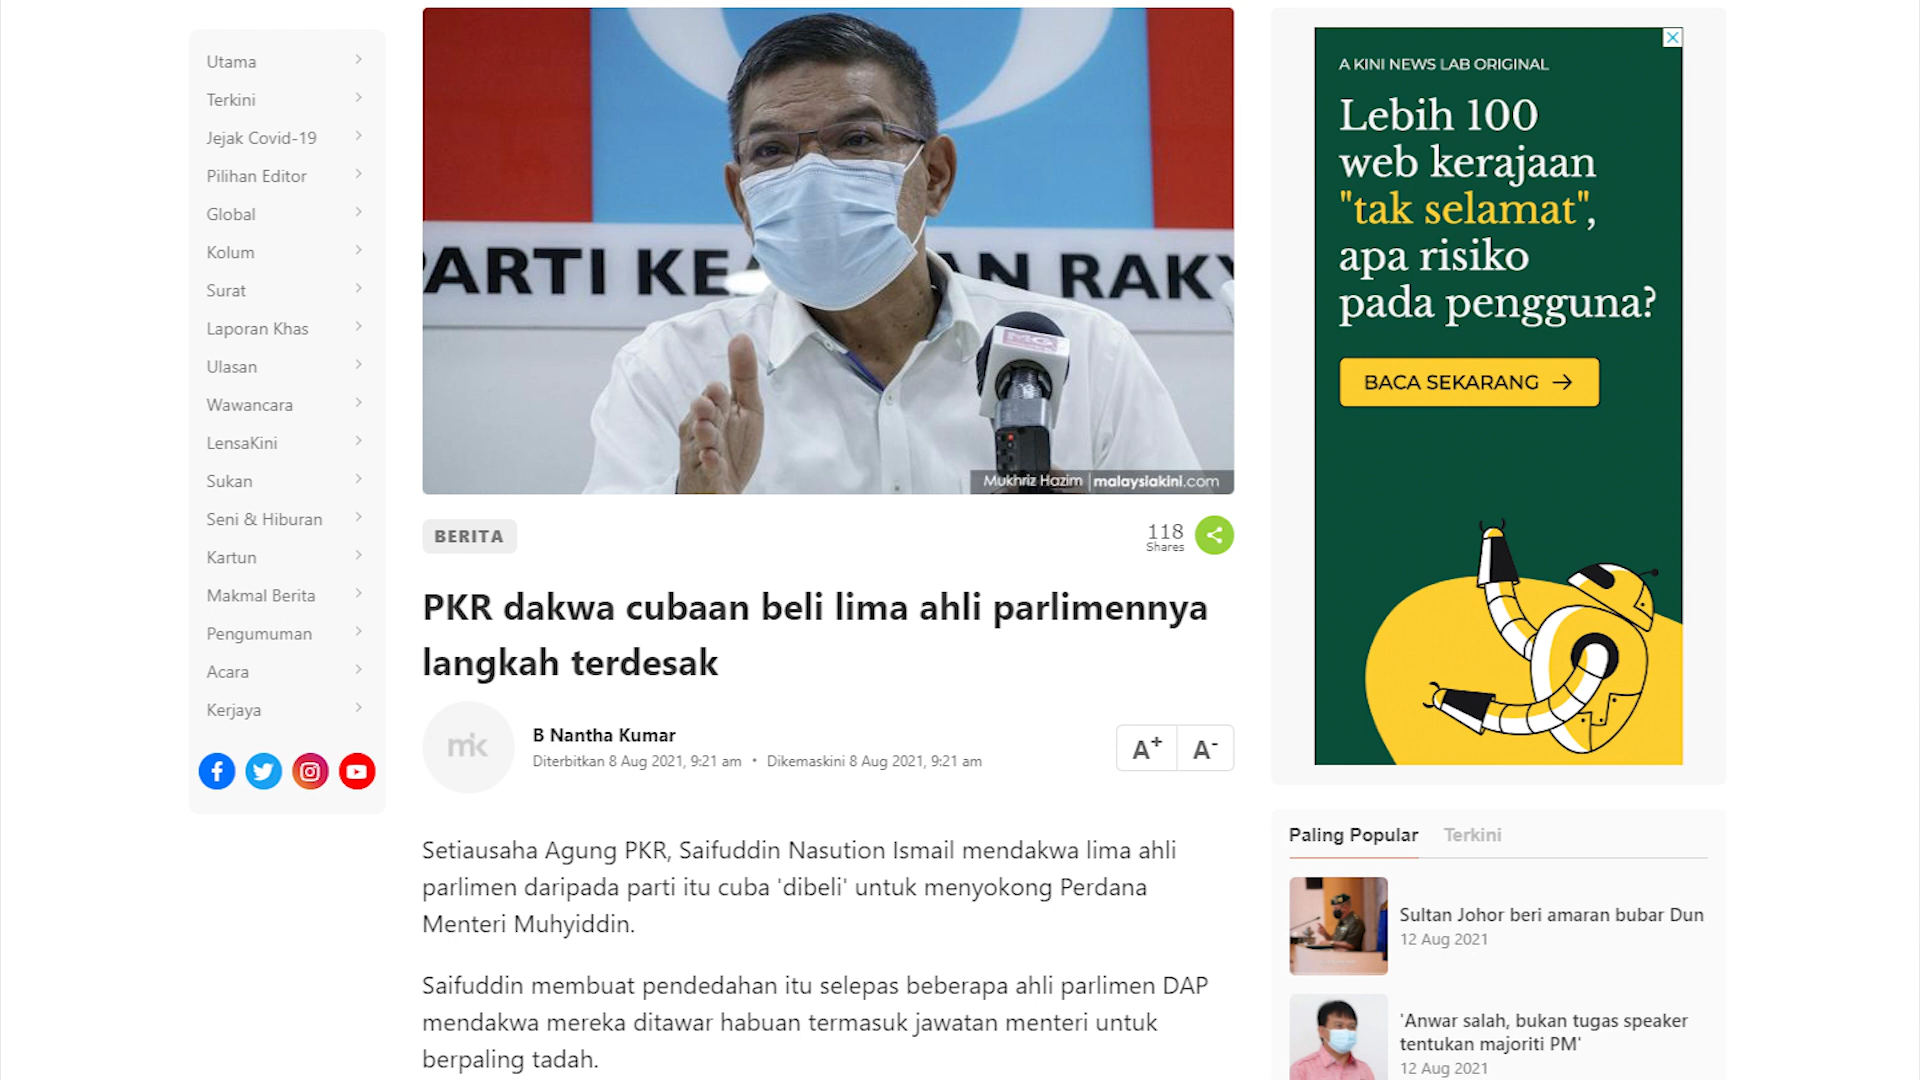 Utama
Terkini
Jejak Covid-19
Pilihan Editor
Global
Kolum
Surat
Laporan Khas
Ulasan
Wawancara
LensaKini
Sukan
Seni & Hiburan
Kartun
Makmal Berita
Pengumuman
Acara
Kerjaya
PARTI KEA AN RAKY
Mukhriz Hazim | malaysiakini.com
BERITA
118
Shares
PKR dakwa cubaan beli lima ahli parlimennya
langkah terdesak
mk
B Nantha Kumar
Diterbitkan 8 Aug 2021, 9:21 am • Dikemaskini 8 Aug 2021, 9:21 am
A+ A-
Setiausaha Agung PKR, Saifuddin Nasution Ismail mendakwa lima ahli
parlimen daripada parti itu cuba 'dibeli' untuk menyokong Perdana
Menteri Muhyiddin.
Saifuddin membuat pendedahan itu selepas beberapa ahli parlimen DAP
mendakwa mereka ditawar habuan termasuk jawatan menteri untuk
berpaling tadah.
A KINI NEWS LAB ORIGINAL
Lebih 100
web kerajaan
"tak selamat",
apa risiko
pada pengguna?
BACA SEKARANG →
Paling Popular Terkini
Sultan Johor beri amaran bubar Dun
12 Aug 2021
'Anwar salah, bukan tugas speaker
tentukan majoriti PM'
12 Aug 2021